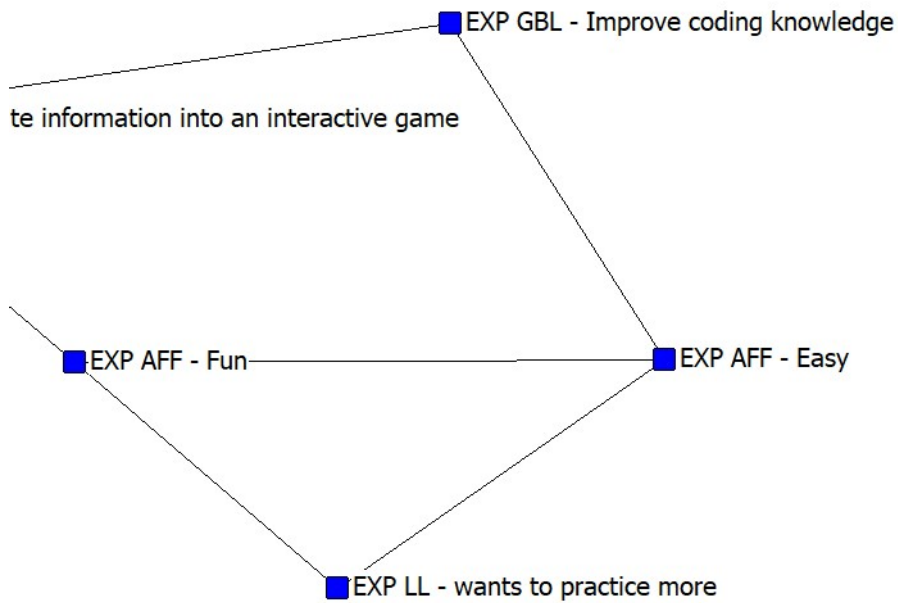 EXP GBL - Improve coding knowledge
te information into an interactive game
EXP AFF - Fun
EXP AFF - Easy
EXP LL - wants to practice more